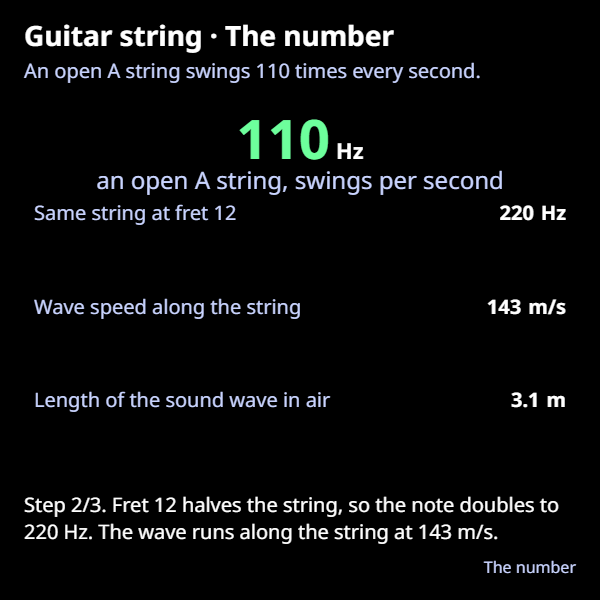 Guitar string · The number
An open A string swings 110 times every second.
110 Hz
an open A string, swings per second
Same string at fret 12 220 Hz
Wave speed along the string 143 m/s
Length of the sound wave in air 3.1 m
Step 2/3. Fret 12 halves the string, so the note doubles to
220 Hz. The wave runs along the string at 143 m/s.
The number